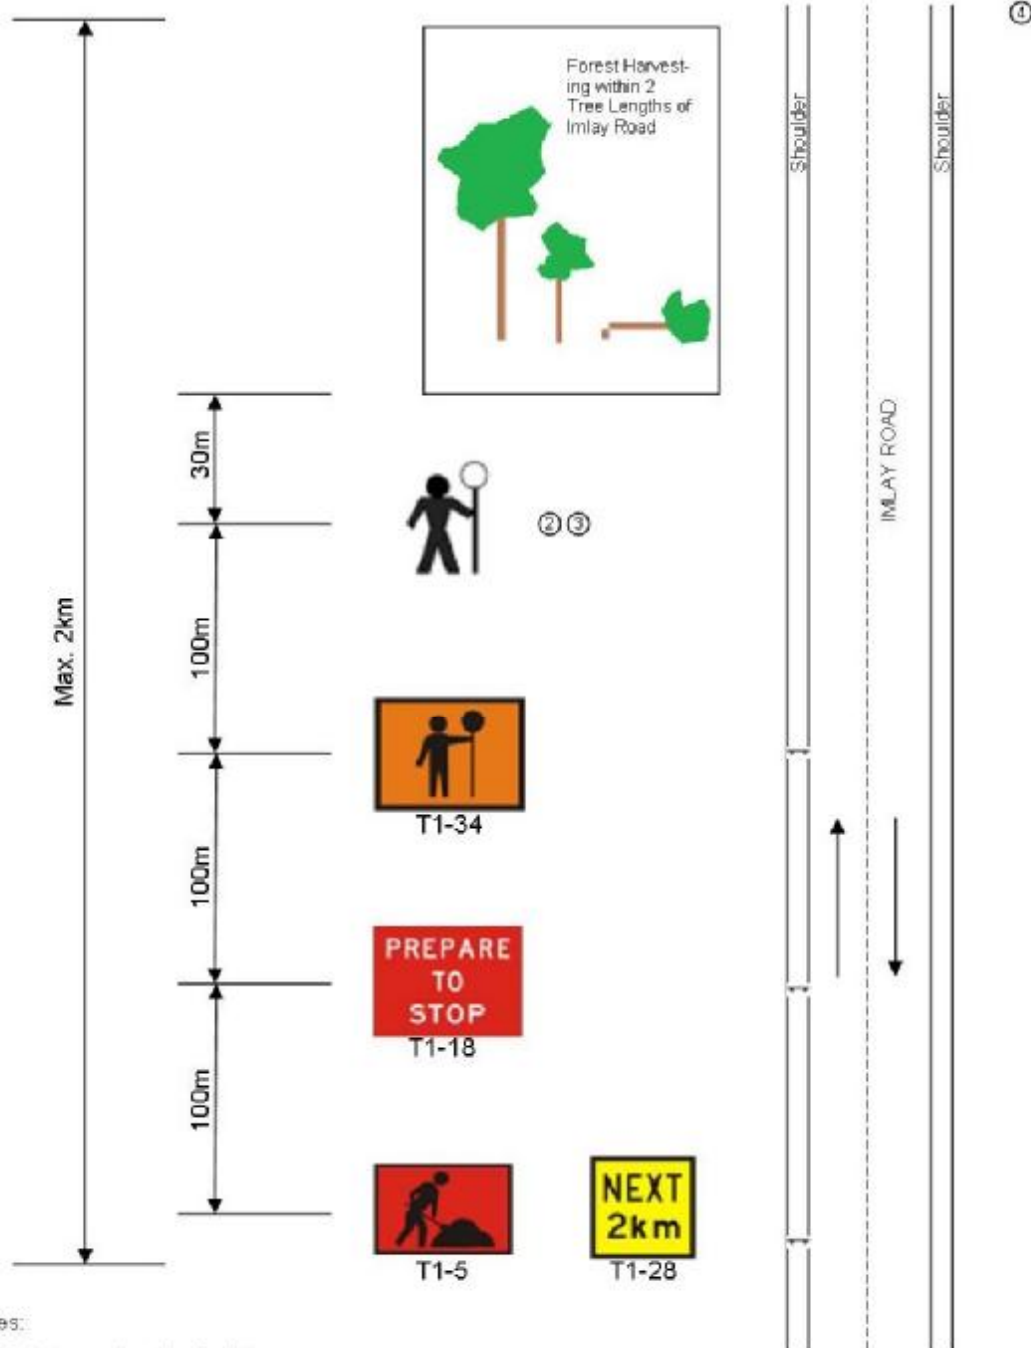 ④
Forest Harvest-
ing within 2
Tree Lengths of
Imlay Road
Shoulder
Shoulder
IMLAY ROAD
30m
②③
Max. 2km
100m
T1-34
100m
PREPARE
TO
STOP
T1-18
100m
NEXT
2km
T1-5
T1-28
es: